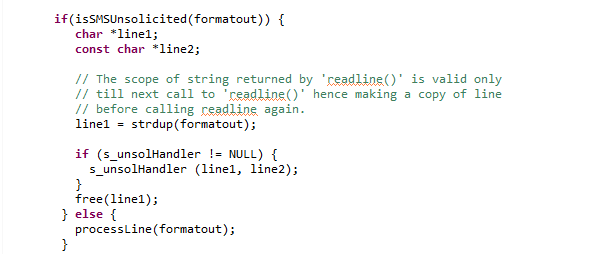 if(isSMSUnsolicited(formatout)) {
char *line1;
const char *line2;
// The scope of string returned by 'readline()' is valid only
// till next call to 'readline()' hence making a copy of line
// before calling readline again.
line1 = strdup(formatout);
if (s_unsolHandler != NULL) {
s_unsolHandler (line1, line2);
}
free(line1);
} else {
processLine(formatout);
}